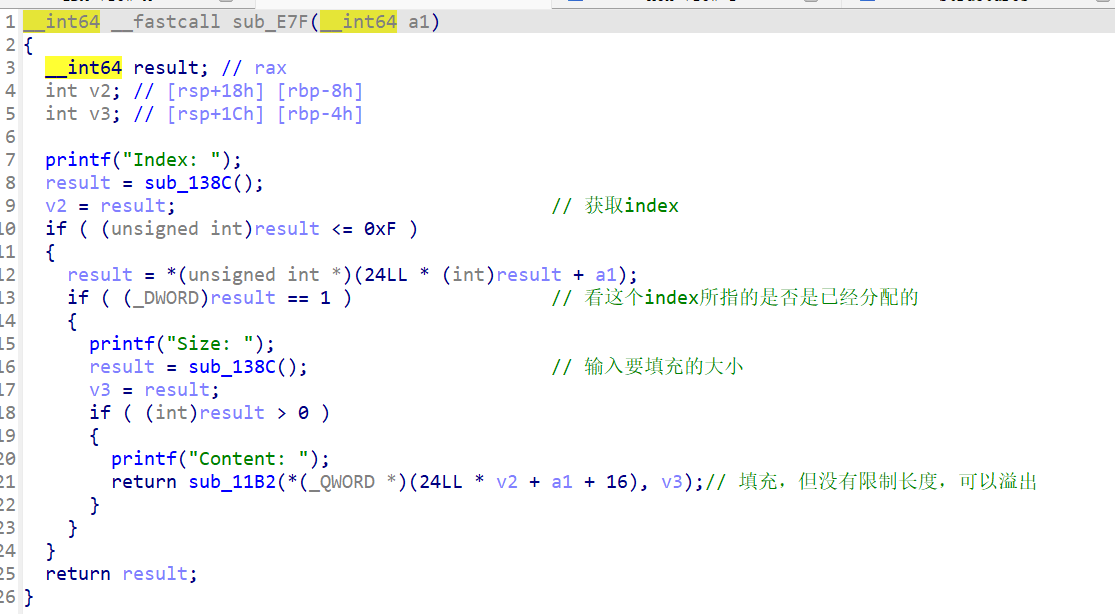 1 __int64 __fastcall sub_E7F(__int64 a1)
2 {
3 __int64 result; // rax
4 int v2; // [rsp+18h] [rbp-8h]
5 int v3; // [rsp+1Ch] [rbp-4h]
6
7 printf("Index: ");
8 result = sub_138C();
9 v2 = result; // 获取index
10 if ( (unsigned int)result <= 0xF )
11 {
12 result = *(unsigned int *)(24LL * (int)result + a1);
13 if ( (_DWORD)result == 1 ) // 看这个index所指的是否是已经分配的
14 {
15 printf("Size: ");
16 result = sub_138C(); // 输入要填充的大小
17 v3 = result;
18 if ( (int)result > 0 )
19 {
20 printf("Content: ");
21 return sub_11B2(*(_QWORD *)(24LL * v2 + a1 + 16), v3);// 填充，但没有限制长度，可以溢出
22 }
23 }
24 }
25 return result;
26 }